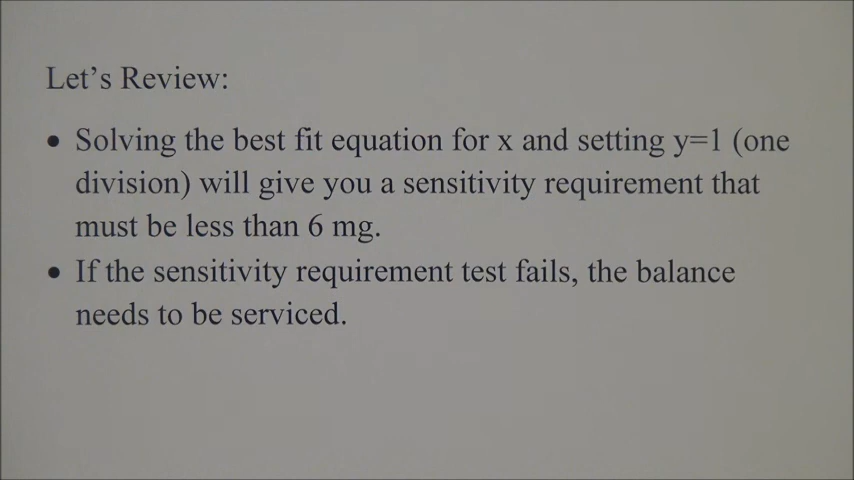 Let's Review:
• Solving the best fit equation for x and setting y=1 (one
division) will give you a sensitivity requirement that
must be less than 6 mg.
• If the sensitivity requirement test fails, the balance
needs to be serviced.